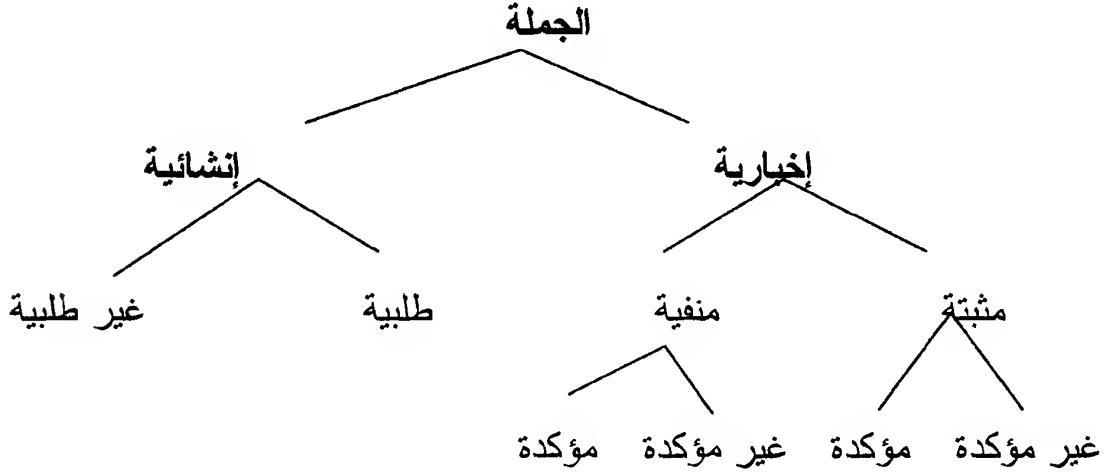 الجملة
إخبارية إنشائية
مثبتة منفية طلبية غير طلبية
غير مؤكدة مؤكدة غير مؤكدة مؤكدة